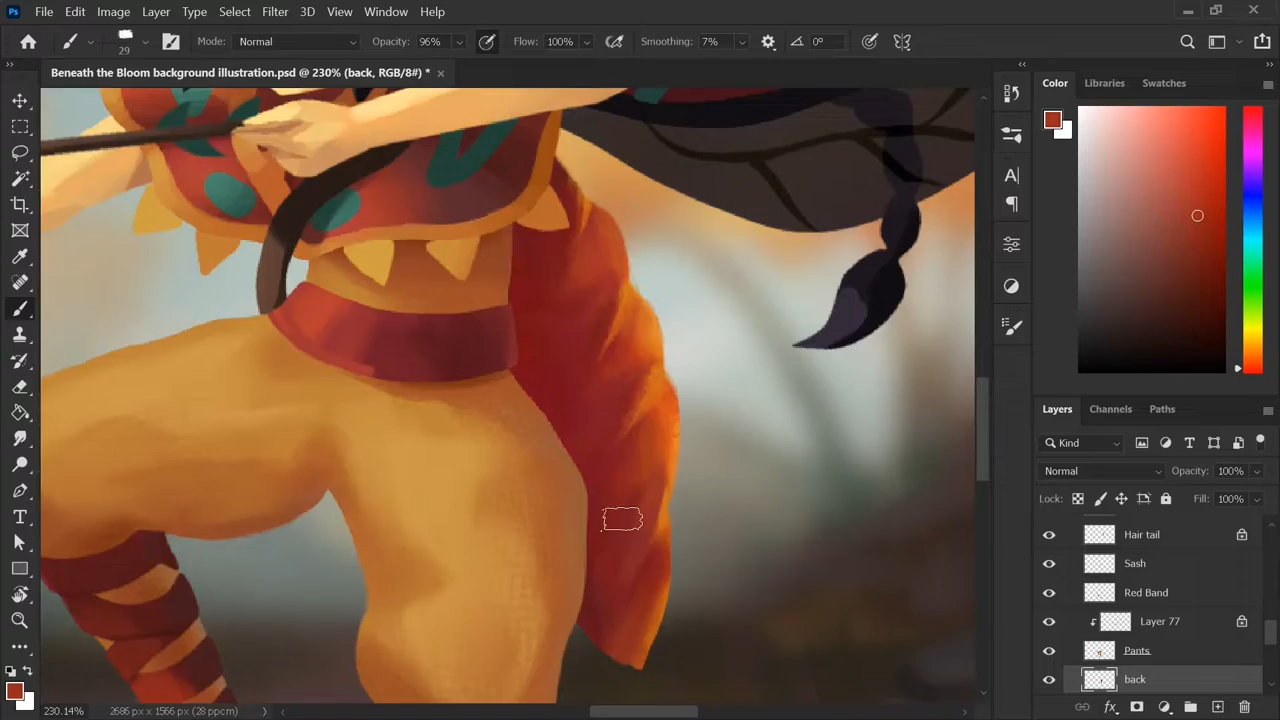 Ps File Edit Image Layer Type Select Filter 3D View Window Help
29 Mode: Normal Opacity: 96% Flow: 100% Smoothing: 7% 0°
Beneath the Bloom background illustration.psd @ 230% (back, RGB/8#) *
Color Libraries Swatches
Layers Channels Paths
Kind
Normal Opacity: 100%
Lock: Fill: 100%
Hair tail
Sash
Red Band
Layer 77
Pants
back
fx
230.14% 2686 px x 1566 px (28 ppcm)